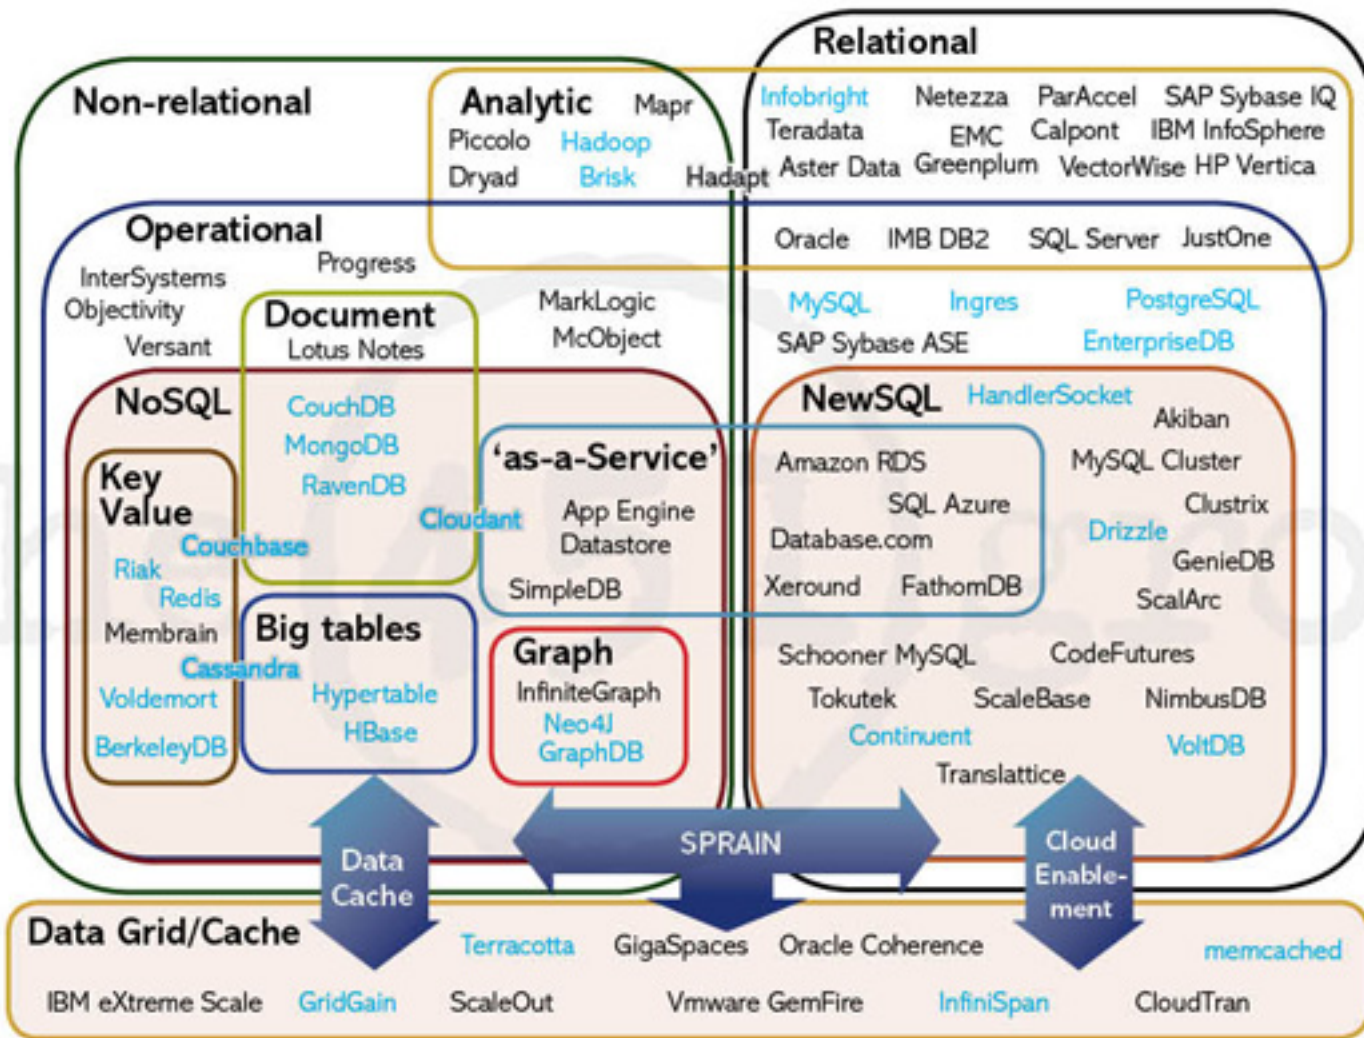 Relational
Non-relational
Analytic
Mapr
Piccolo
Hadoop
Dryad
Brisk
Hadapt
Infobright
Netezza
ParAccel
SAP Sybase IQ
Teradata
EMC
Calpont
IBM InfoSphere
Aster Data
Greenplum
VectorWise
HP Vertica
Operational
Oracle
IMB DB2
SQL Server
JustOne
Progress
InterSystems
Objectivity
Versant
MarkLogic
McObject
MySQL
Ingres
PostgreSQL
SAP Sybase ASE
EnterpriseDB
Document
Lotus Notes
NoSQL
CouchDB
MongoDB
RavenDB
Cloudant
Couchbase
Key
Value
Riak
Redis
Membrain
Cassandra
Voldemort
BerkeleyDB
Big tables
Hypertable
HBase
'as-a-Service'
App Engine
Datastore
SimpleDB
Graph
InfiniteGraph
Neo4J
GraphDB
NewSQL
HandlerSocket
Akiban
Amazon RDS
MySQL Cluster
SQL Azure
Clustrix
Database.com
Drizzle
GenieDB
Xeround
FathomDB
ScalArc
Schooner MySQL
CodeFutures
Tokutek
ScaleBase
NimbusDB
Continuent
VoltDB
Translattice
Data
Cache
SPRAIN
Cloud
Enable-
ment
Data Grid/Cache
Terracotta
GigaSpaces
Oracle Coherence
memcached
IBM eXtreme Scale
GridGain
ScaleOut
Vmware GemFire
InfiniSpan
CloudTran